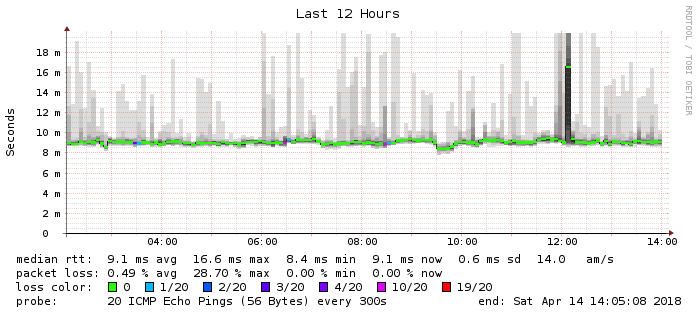 Last 12 Hours
RRDTOOL / TOBI OETIKER
Seconds
18 m
16 m
14 m
12 m
10 m
8 m
6 m
4 m
2 m
0
04:00 06:00 08:00 10:00 12:00 14:00
median rtt: 9.1 ms avg 16.6 ms max 8.4 ms min 9.1 ms now 0.6 ms sd 14.0 am/s
packet loss: 0.49 % avg 28.70 % max 0.00 % min 0.00 % now
loss color: 0 1/20 2/20 3/20 4/20 10/20 19/20
probe: 20 ICMP Echo Pings (56 Bytes) every 300s end: Sat Apr 14 14:05:08 2018